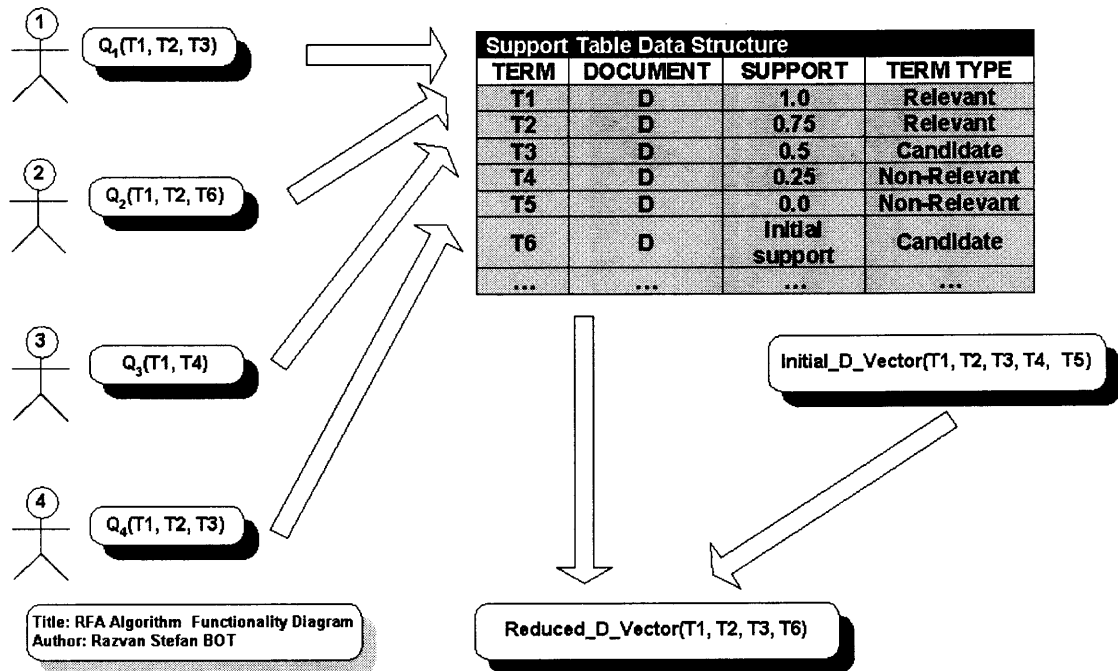 1
Q1(T1, T2, T3)
2
Q2(T1, T2, T6)
3
Q3(T1, T4)
4
Q4(T1, T2, T3)
Support Table Data Structure
TERM DOCUMENT SUPPORT TERM TYPE
T1 D 1.0 Relevant
T2 D 0.75 Relevant
T3 D 0.5 Candidate
T4 D 0.25 Non-Relevant
T5 D 0.0 Non-Relevant
T6 D Initial support Candidate
... ... ... ...
Initial_D_Vector(T1, T2, T3, T4, T5)
Reduced_D_Vector(T1, T2, T3, T6)
Title: RFA Algorithm Functionality Diagram
Author: Razvan Stefan BOT